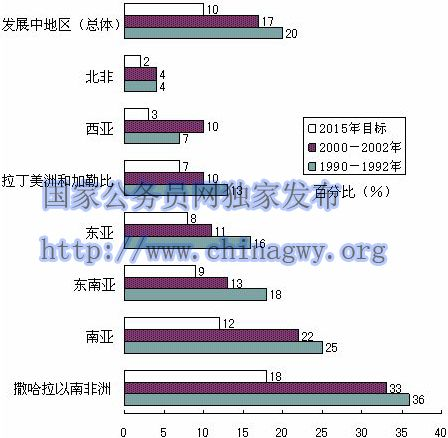 发展中地区（总体）
10
17
20
北非
2
4
4
西亚
3
10
7
2015年目标
2000－2002年
1990－1992年
拉丁美洲和加勒比
7
10
13
百分比（%）
国家公务员网独家发布
东亚
8
11
16
http://www.chinagwy.org
东南亚
9
13
18
南亚
12
22
25
撒哈拉以南非洲
18
33
36
0 5 10 15 20 25 30 35 40